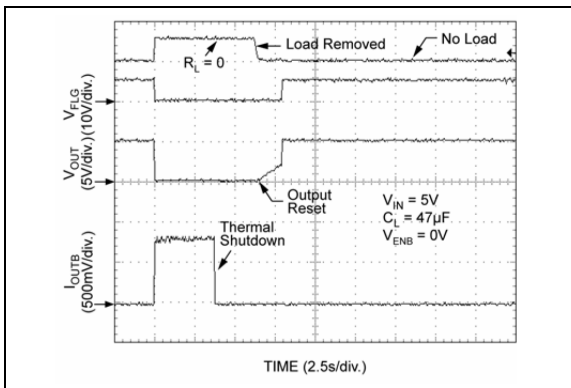 Load Removed
No Load
R_L = 0
V_FLG
(10V/div.)
V_OUT
(5V/div.)
Output
Reset
V_IN = 5V
C_L = 47µF
V_ENB = 0V
Thermal
Shutdown
I_OUTB
(500mV/div.)
TIME (2.5s/div.)